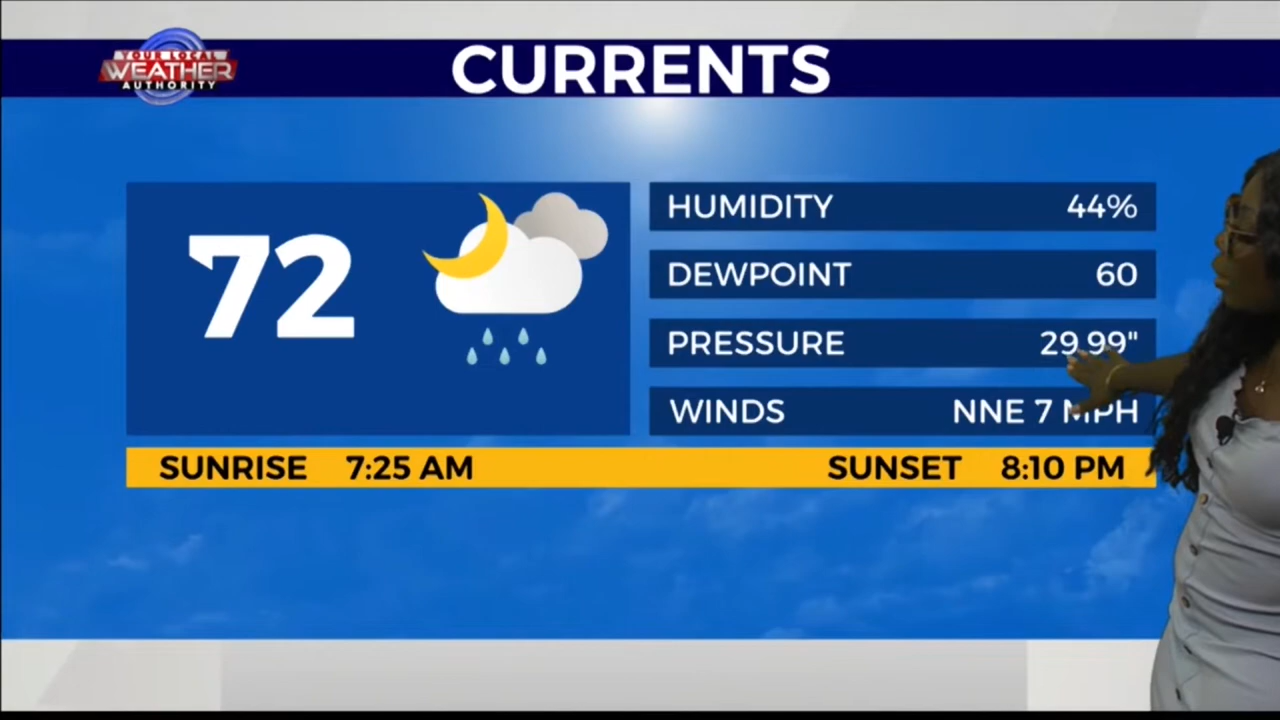 YOUR LOCAL
WEATHER
AUTHORITY
CURRENTS
72
HUMIDITY 44%
DEWPOINT 60
PRESSURE 29.99"
WINDS NNE 7 MPH
SUNRISE 7:25 AM SUNSET 8:10 PM